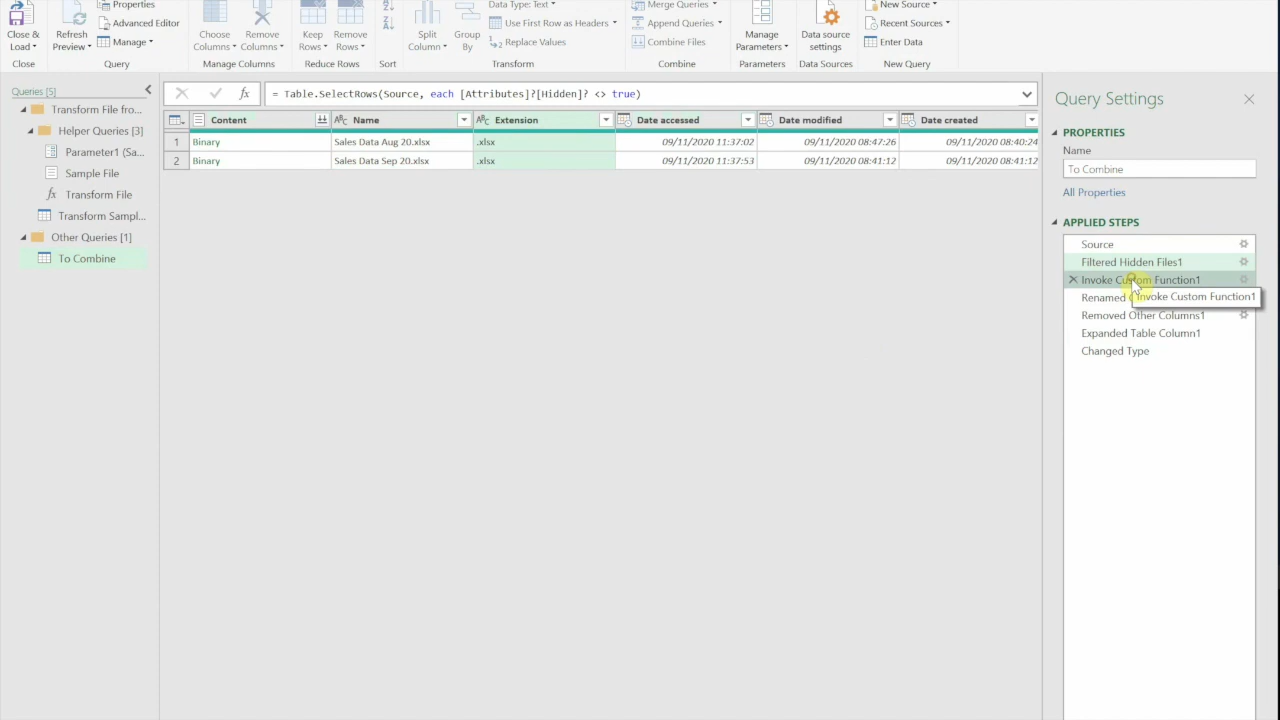 Properties
Advanced Editor
Manage
Close &
Load
Refresh
Preview
Choose
Columns
Remove
Columns
Keep
Rows
Remove
Rows
Split
Column
Group
By
Data Type: Text
Use First Row as Headers
Replace Values
Merge Queries
Append Queries
Combine Files
Manage
Parameters
Data source
settings
New Source
Recent Sources
Enter Data
Close
Query
Manage Columns
Reduce Rows
Sort
Transform
Combine
Parameters
Data Sources
New Query
Queries [5]
Transform File fro...
Helper Queries [3]
Parameter1 (Sa...
Sample File
fx Transform File
Transform Sampl...
Other Queries [1]
To Combine
fx = Table.SelectRows(Source, each [Attributes]?[Hidden]? <> true)
Content ABC Name ABC Extension Date accessed Date modified Date created
1 Binary Sales Data Aug 20.xlsx .xlsx 09/11/2020 11:37:02 09/11/2020 08:47:26 09/11/2020 08:40:24
2 Binary Sales Data Sep 20.xlsx .xlsx 09/11/2020 11:37:53 09/11/2020 08:41:12 09/11/2020 08:41:12
Query Settings
PROPERTIES
Name
To Combine
All Properties
APPLIED STEPS
Source
Filtered Hidden Files1
Invoke Custom Function1
Renamed
Invoke Custom Function1
Removed Other Columns1
Expanded Table Column1
Changed Type